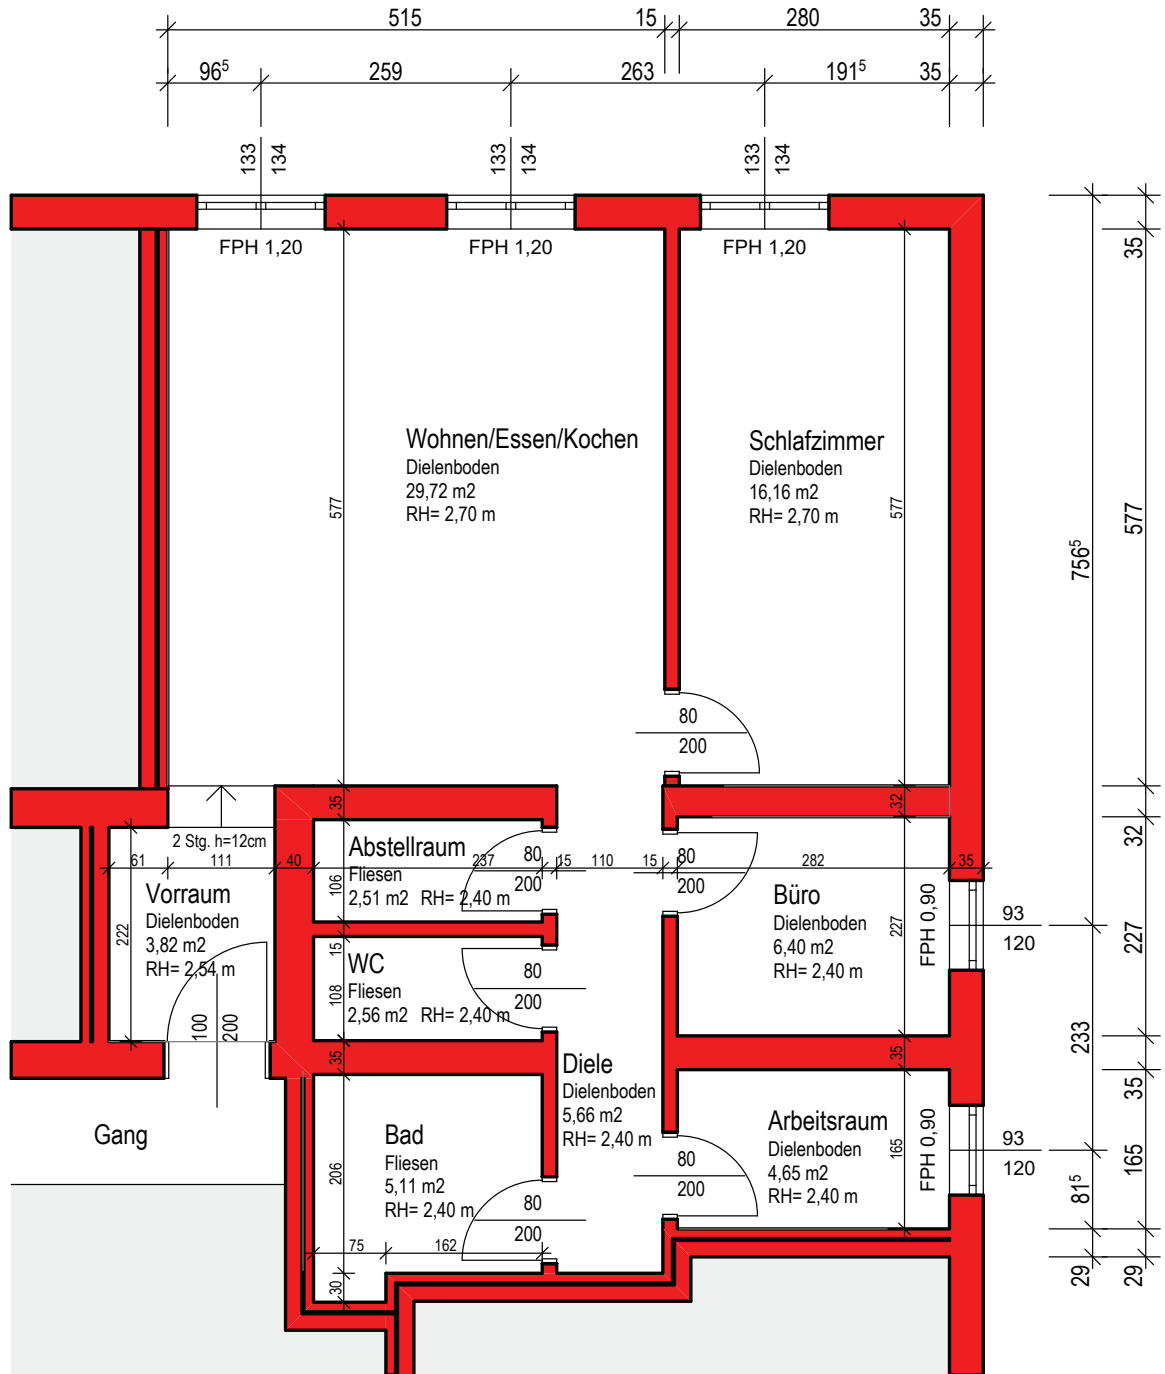 515 15 280 35
96⁵ 259 263 191⁵ 35
133 134 133 134 133 134
FPH 1,20 FPH 1,20 FPH 1,20
35
Wohnen/Essen/Kochen
Dielenboden
29,72 m2
RH= 2,70 m
577
Schlafzimmer
Dielenboden
16,16 m2
RH= 2,70 m
577
756⁵
577
80
200
35
32
32
2 Stg. h=12cm
61 111 40 237 15 110 15 282 35
Vorraum
Dielenboden
3,82 m2
RH= 2,54 m
222
100
200
Abstellraum
Fliesen
2,51 m2 RH= 2,40 m
106
80
200
15
WC
Fliesen
2,56 m2 RH= 2,40 m
108
80
200
35
80
200
Büro
Dielenboden
6,40 m2
RH= 2,40 m
227
FPH 0,90
93
120
227
233
35
35
Diele
Dielenboden
5,66 m2
RH= 2,40 m
Gang
Bad
Fliesen
5,11 m2
RH= 2,40 m
206
80
200
75 162
30
80
200
Arbeitsraum
Dielenboden
4,65 m2
RH= 2,40 m
165
FPH 0,90
93
120
165
81⁵
29
29